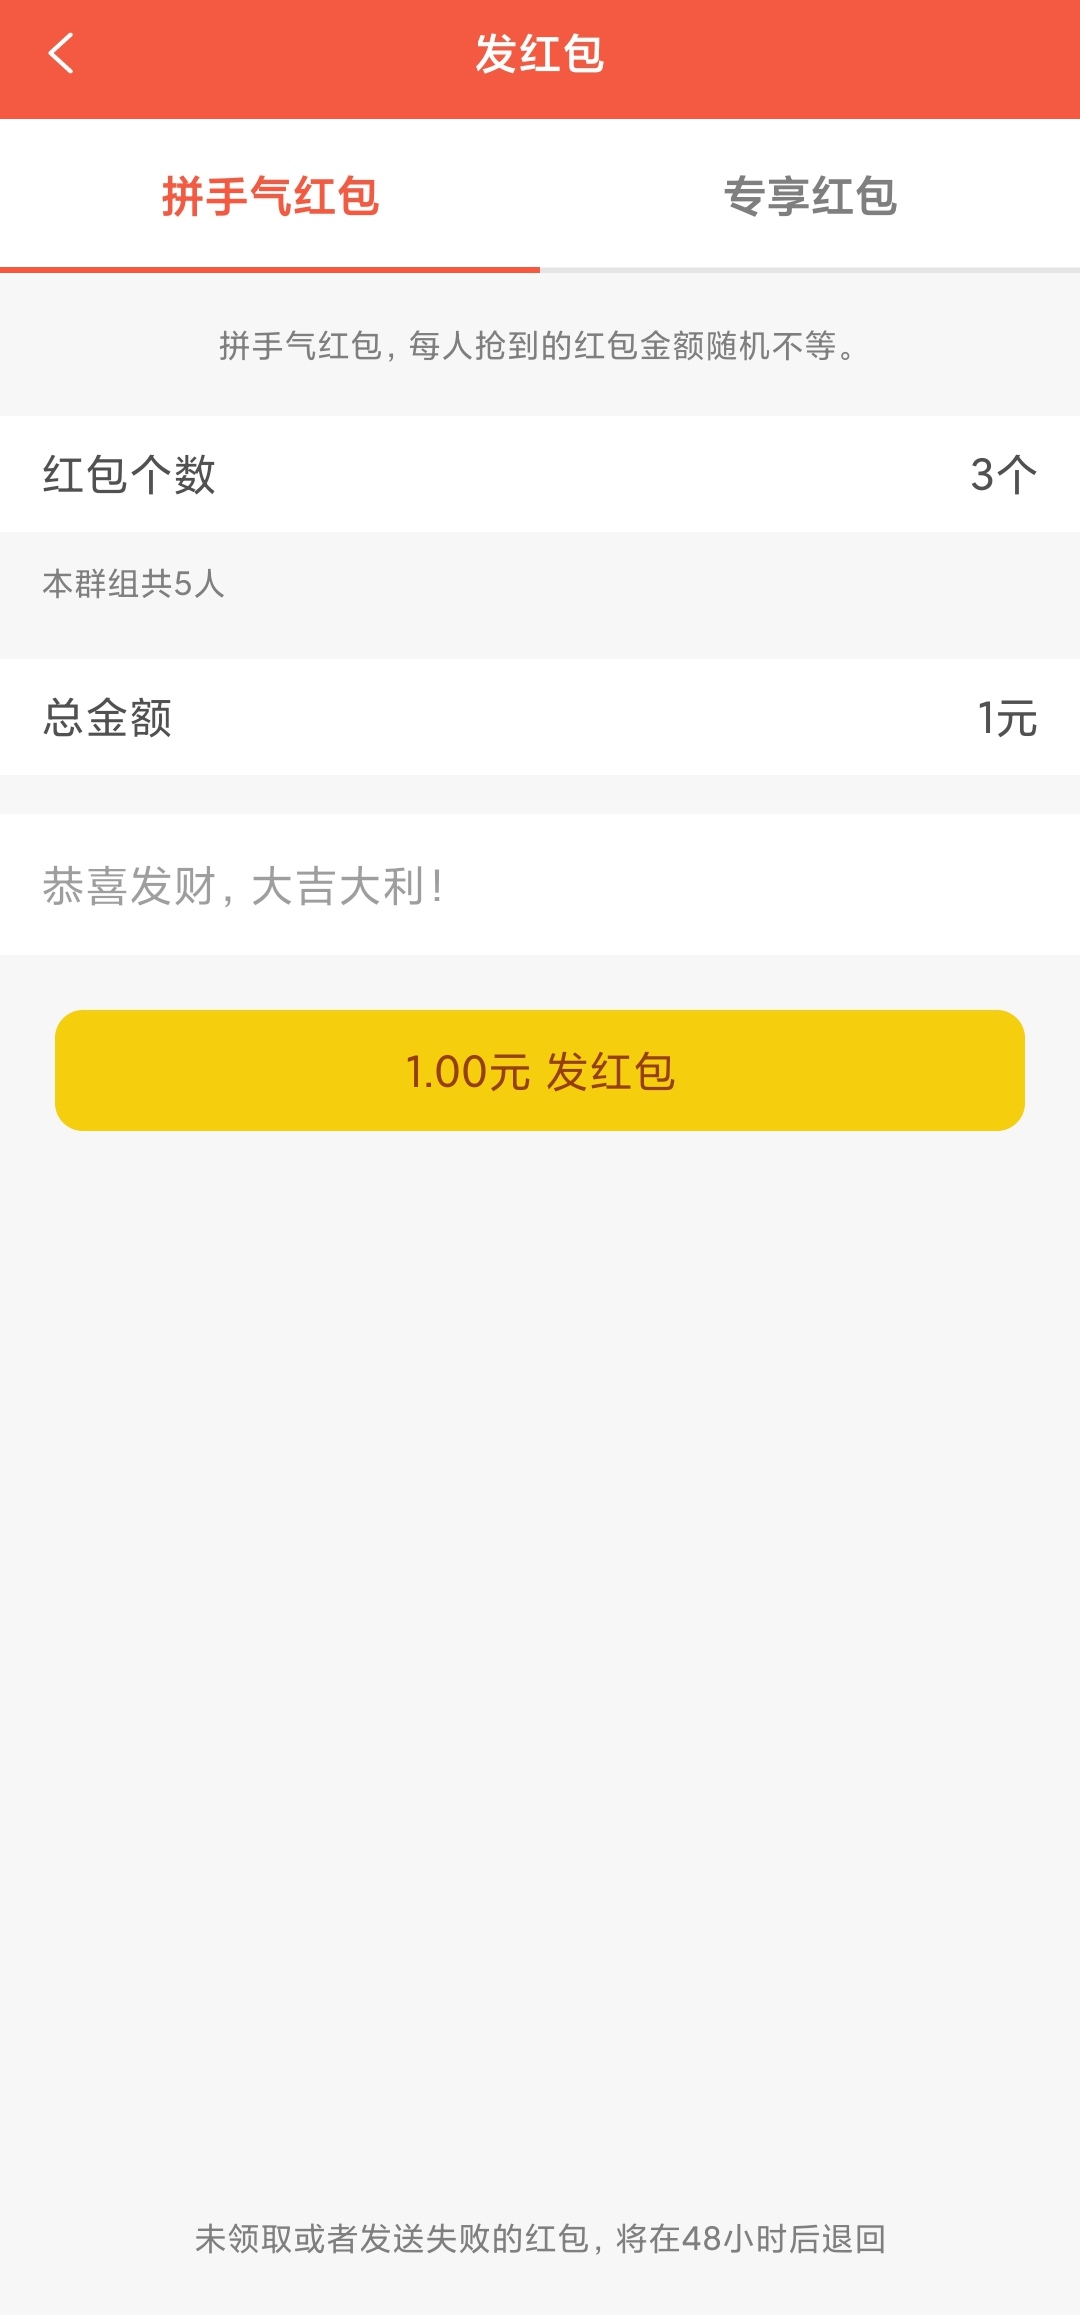 发红包
拼手气红包
专享红包
拼手气红包，每人抢到的红包金额随机不等。
红包个数
3个
本群组共5人
总金额
1元
恭喜发财，大吉大利！
1.00元 发红包
未领取或者发送失败的红包，将在48小时后退回